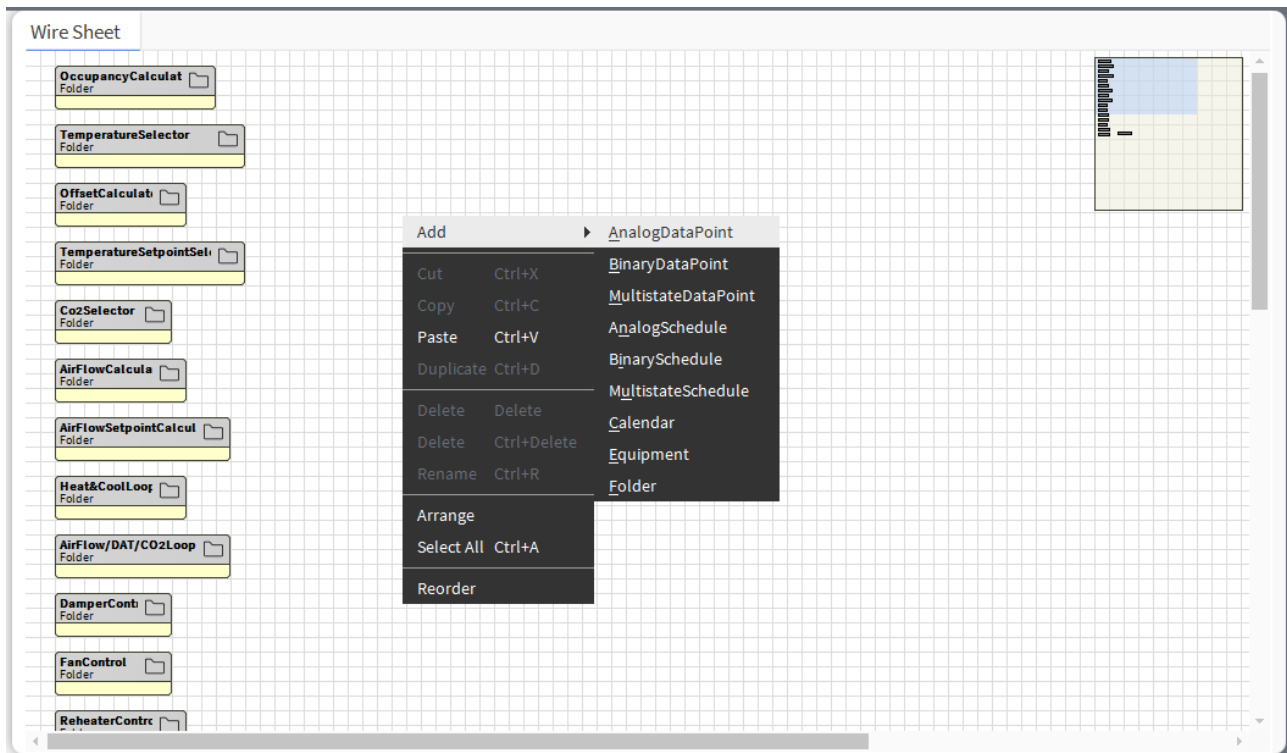 Wire Sheet
OccupancyCalculat
Folder
TemperatureSelector
Folder
OffsetCalculat
Folder
TemperatureSetpointSel
Folder
Co2Selector
Folder
AirFlowCalcula
Folder
AirFlowSetpointCalcul
Folder
Heat&CoolLoop
Folder
AirFlow/DAT/CO2Loop
Folder
DamperCont
Folder
FanControl
Folder
ReheaterContr
Add
Cut Ctrl+X
Copy Ctrl+C
Paste Ctrl+V
Duplicate Ctrl+D
Delete Delete
Delete Ctrl+Delete
Rename Ctrl+R
Arrange
Select All Ctrl+A
Reorder
AnalogDataPoint
BinaryDataPoint
MultistateDataPoint
AnalogSchedule
BinarySchedule
MultistateSchedule
Calendar
Equipment
Folder